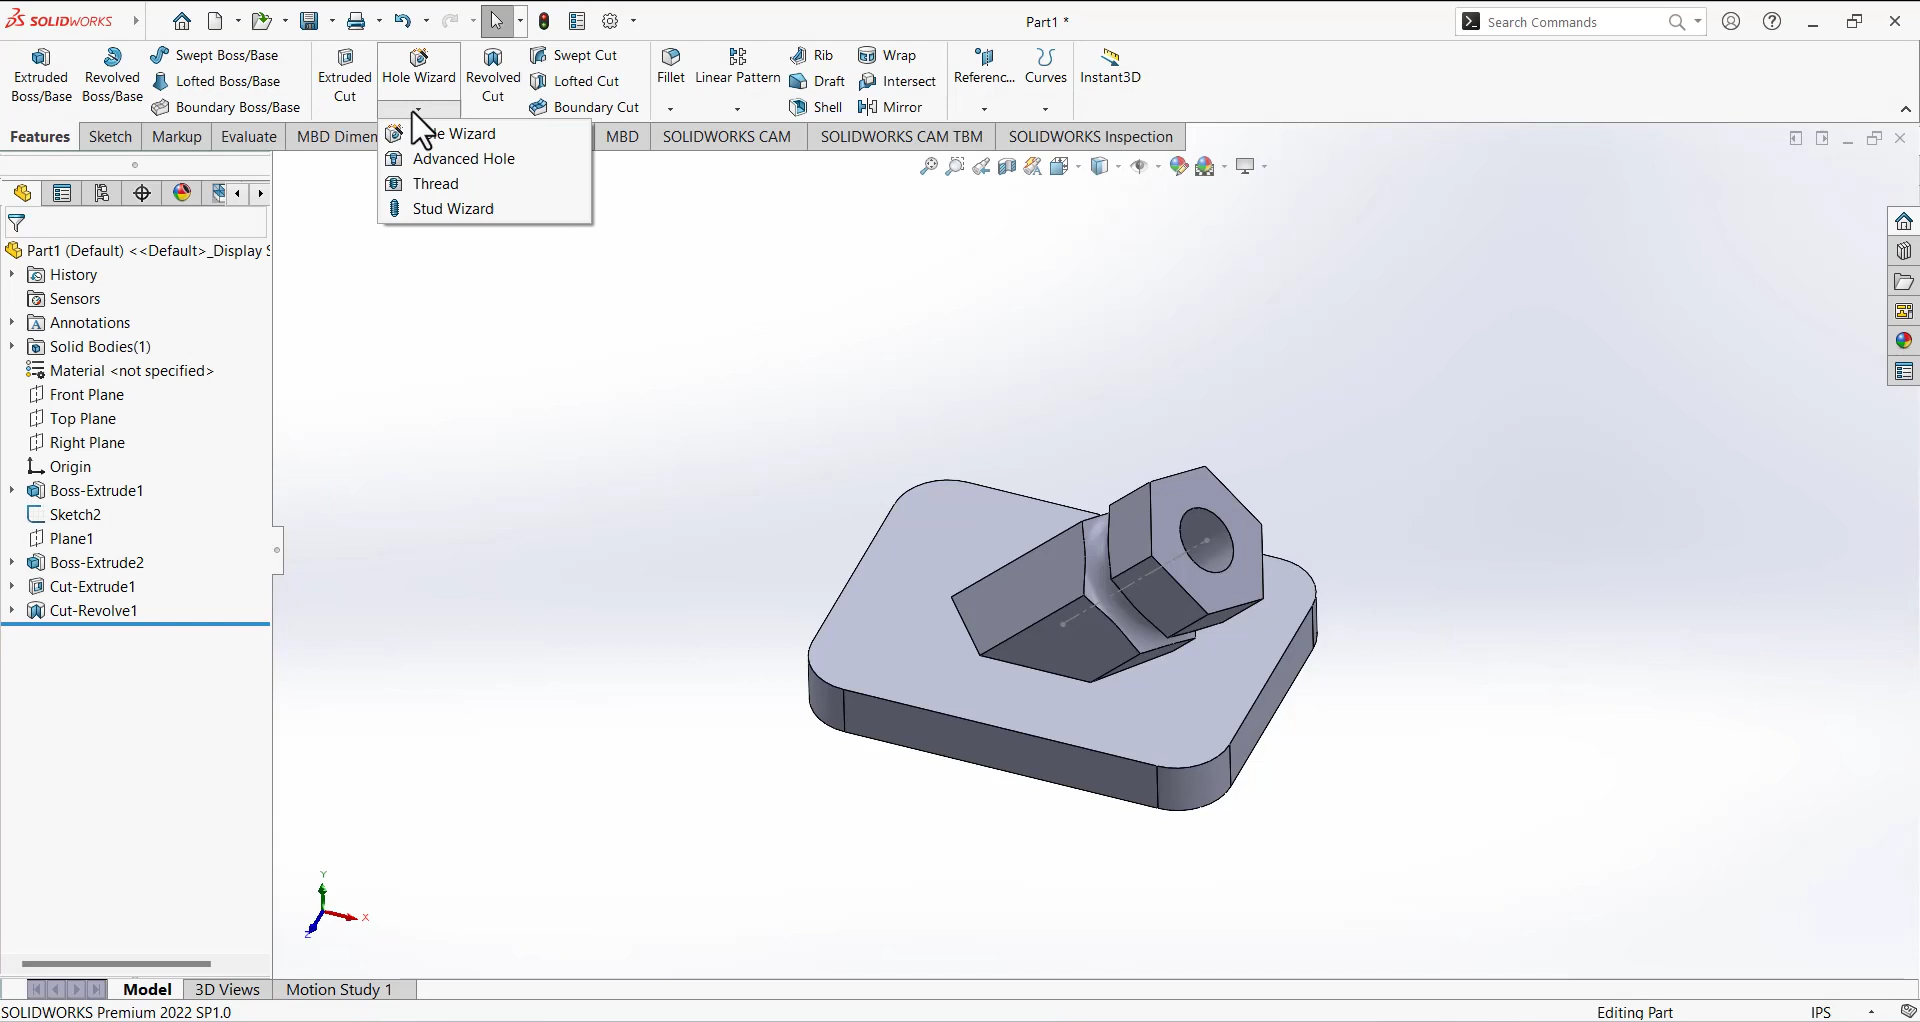 SOLIDWORKS
Part1 *
Search Commands
Extruded Boss/Base
Revolved Boss/Base
Swept Boss/Base
Lofted Boss/Base
Boundary Boss/Base
Extruded Cut
Hole Wizard
Revolved Cut
Swept Cut
Lofted Cut
Boundary Cut
Fillet
Linear Pattern
Rib
Draft
Shell
Wrap
Intersect
Mirror
Referenc...
Curves
Instant3D
Features
Sketch
Markup
Evaluate
MBD Dimen
MBD
SOLIDWORKS CAM
SOLIDWORKS CAM TBM
SOLIDWORKS Inspection
Wizard
Advanced Hole
Thread
Stud Wizard
Part1 (Default) <<Default>_Display S
History
Sensors
Annotations
Solid Bodies(1)
Material <not specified>
Front Plane
Top Plane
Right Plane
Origin
Boss-Extrude1
Sketch2
Plane1
Boss-Extrude2
Cut-Extrude1
Cut-Revolve1
Y
X
Z
Model
3D Views
Motion Study 1
SOLIDWORKS Premium 2022 SP1.0
Editing Part
IPS